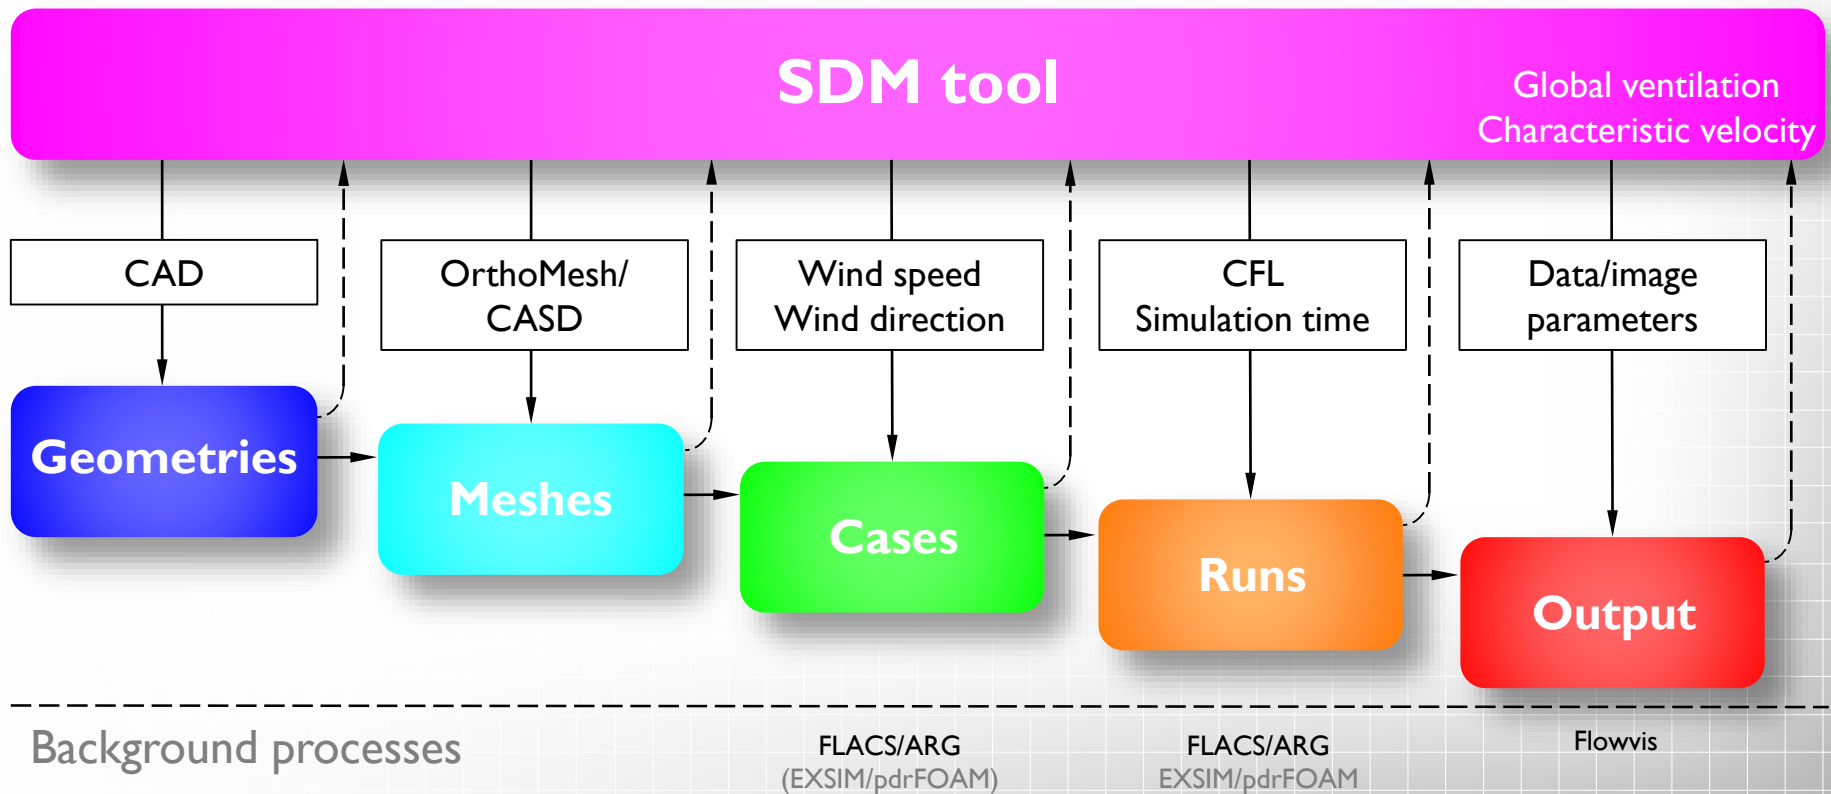 SDM tool
Global ventilation
Characteristic velocity
CAD
OrthoMesh/
CASD
Wind speed
Wind direction
CFL
Simulation time
Data/image
parameters
Geometries
Meshes
Cases
Runs
Output
Background processes
FLACS/ARG
(EXSIM/pdrFOAM)
FLACS/ARG
EXSIM/pdrFOAM
Flowvis